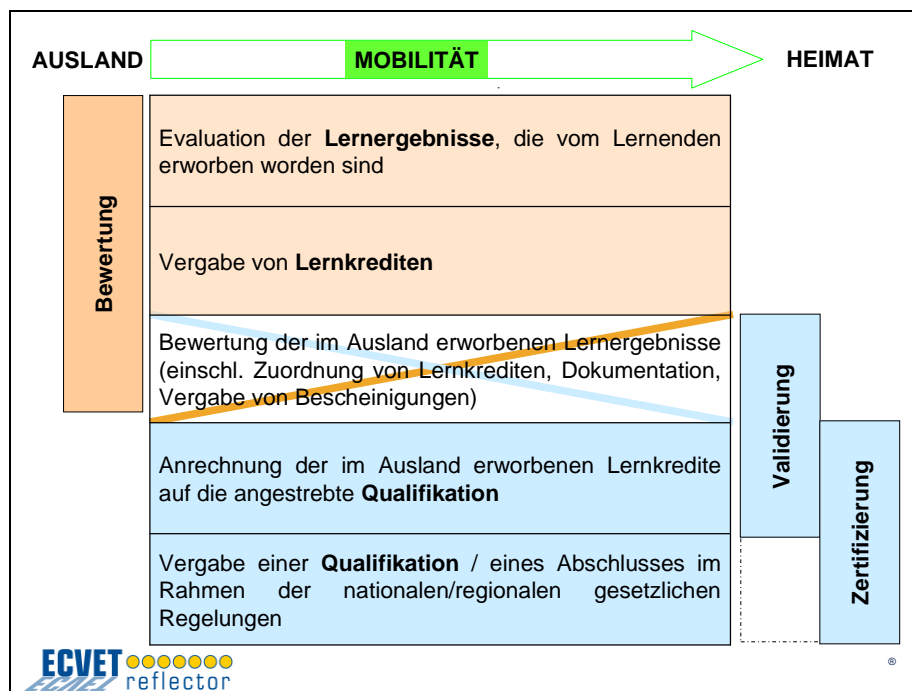 AUSLAND MOBILITÄT HEIMAT
Bewertung
Evaluation der Lernergebnisse, die vom Lernenden
erworben worden sind
Vergabe von Lernkrediten
Bewertung der im Ausland erworbenen Lernergebnisse
(einschl. Zuordnung von Lernkrediten, Dokumentation,
Vergabe von Bescheinigungen)
Anrechnung der im Ausland erworbenen Lernkredite
auf die angestrebte Qualifikation
Vergabe einer Qualifikation / eines Abschlusses im
Rahmen der nationalen/regionalen gesetzlichen
Regelungen
Validierung
Zertifizierung
ECVET
reflector
®